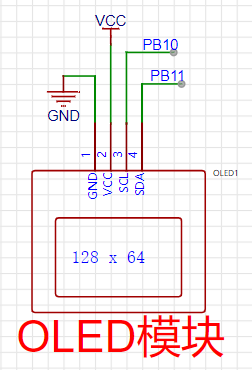 VCC
PB10
PB11
GND
1
2
3
4
GND
VCC
SCL
SDA
OLED1
128 x 64
OLED模块